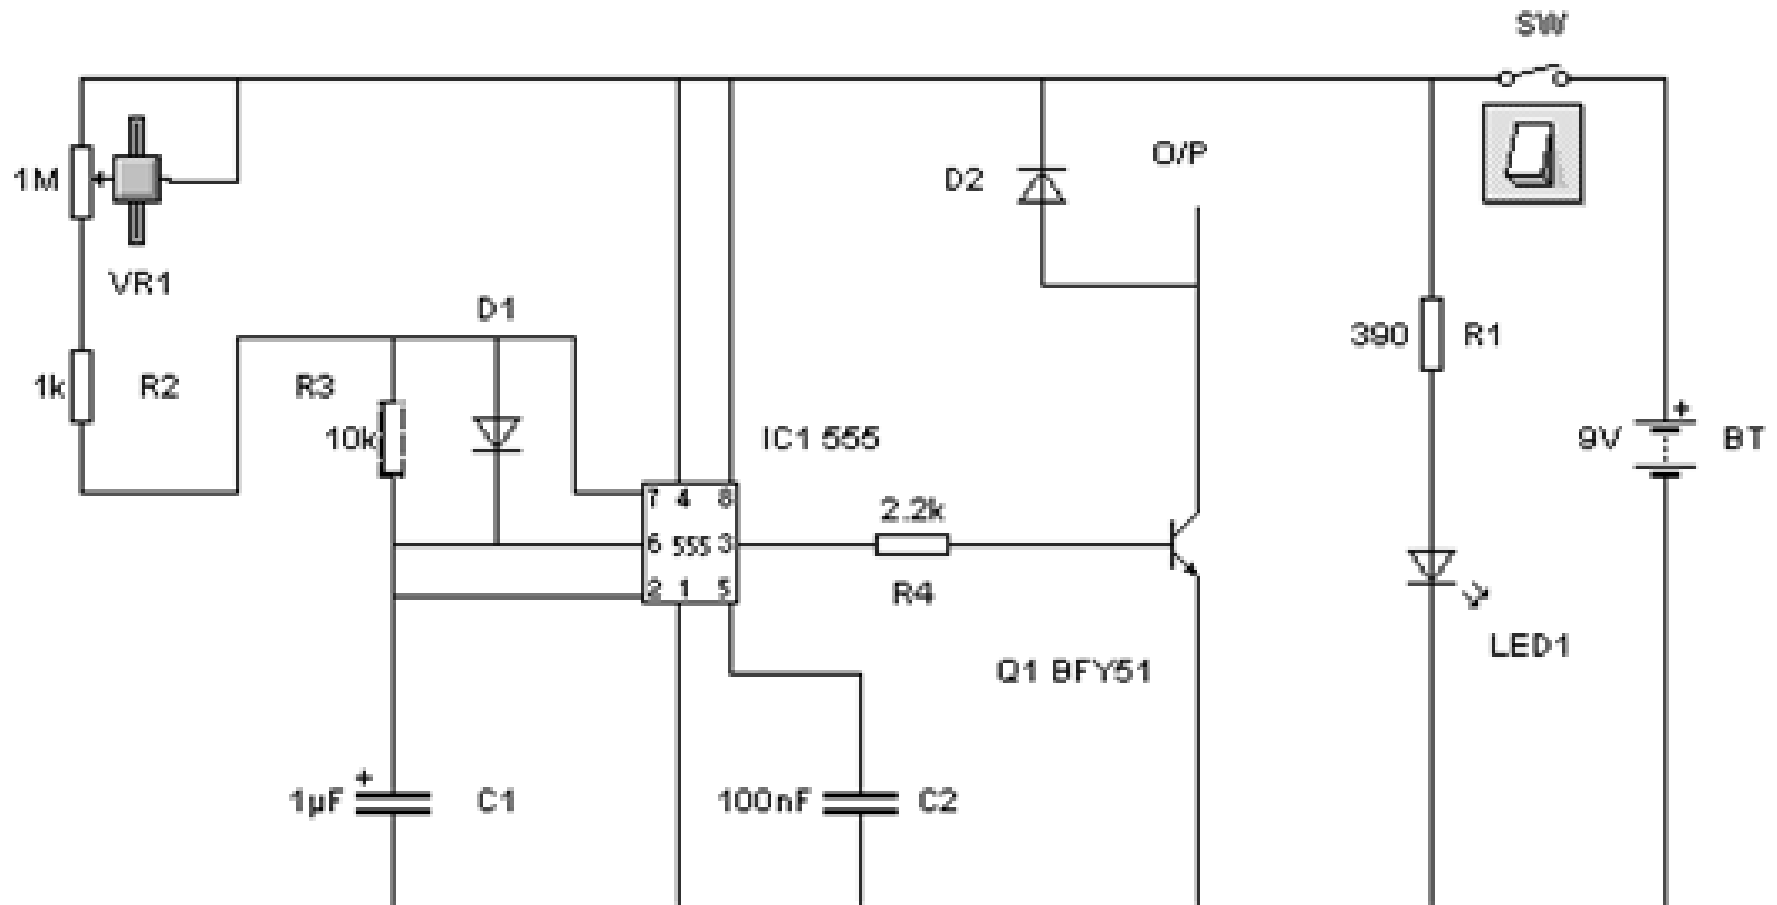 SW
O/P
D2
1M
VR1
D1
390 R1
1k R2 R3
10k
IC1 555
9V BT
+
7 4 8
2.2k
6 555 3
2 1 5
R4
LED1
Q1 BFY51
+
1µF C1
100nF C2